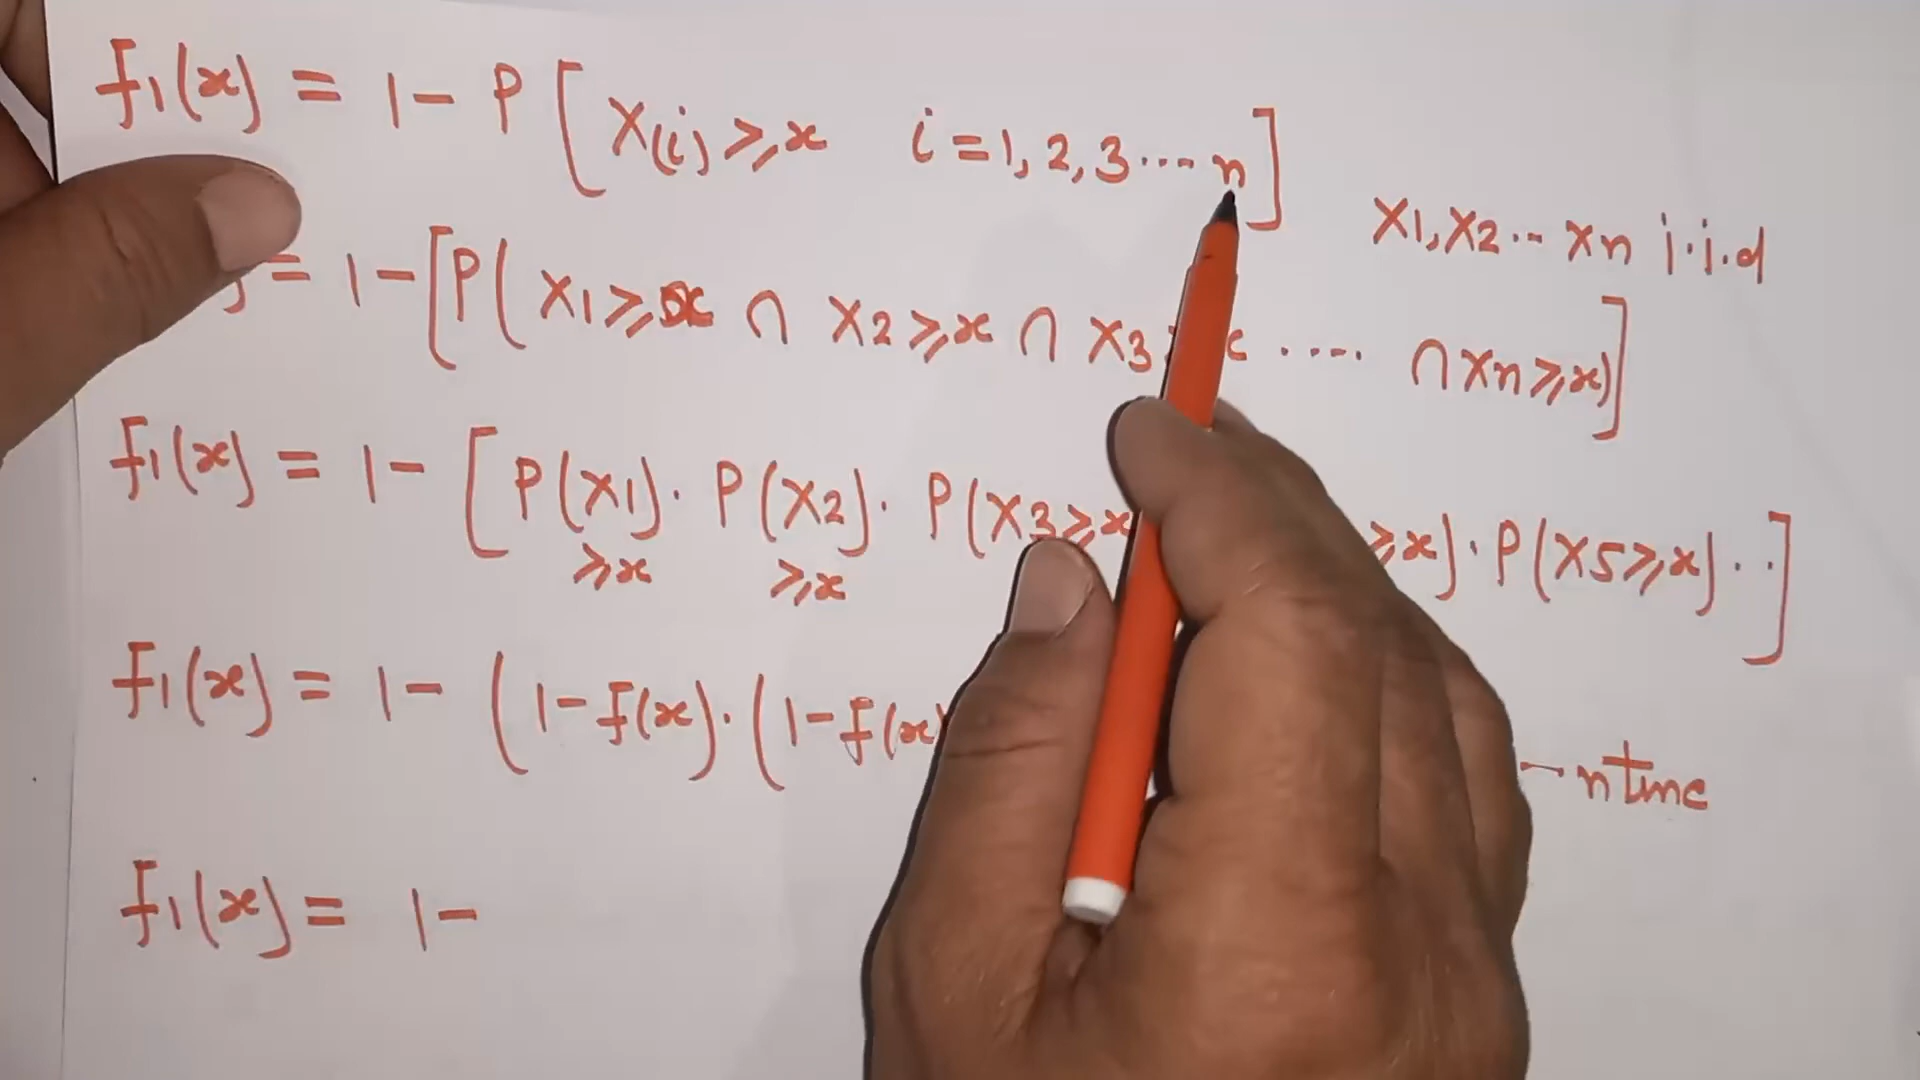 F1(x) = 1- P [X(i) ⩾ x i = 1, 2, 3 .... n]
X1, X2 .. Xn i.i.d
= 1- [P(X1 ⩾ x ∩ X2 ⩾ x ∩ X3 .... ∩ Xn ⩾ x)]
F1(x) = 1- [P(X1). P(X2). P(X3 ⩾ x ⩾ x). P(X5 ⩾ x) ..]
⩾ x ⩾ x
F1(x) = 1- (1-F(x). (1-F(x) - n time
F1(x) = 1-